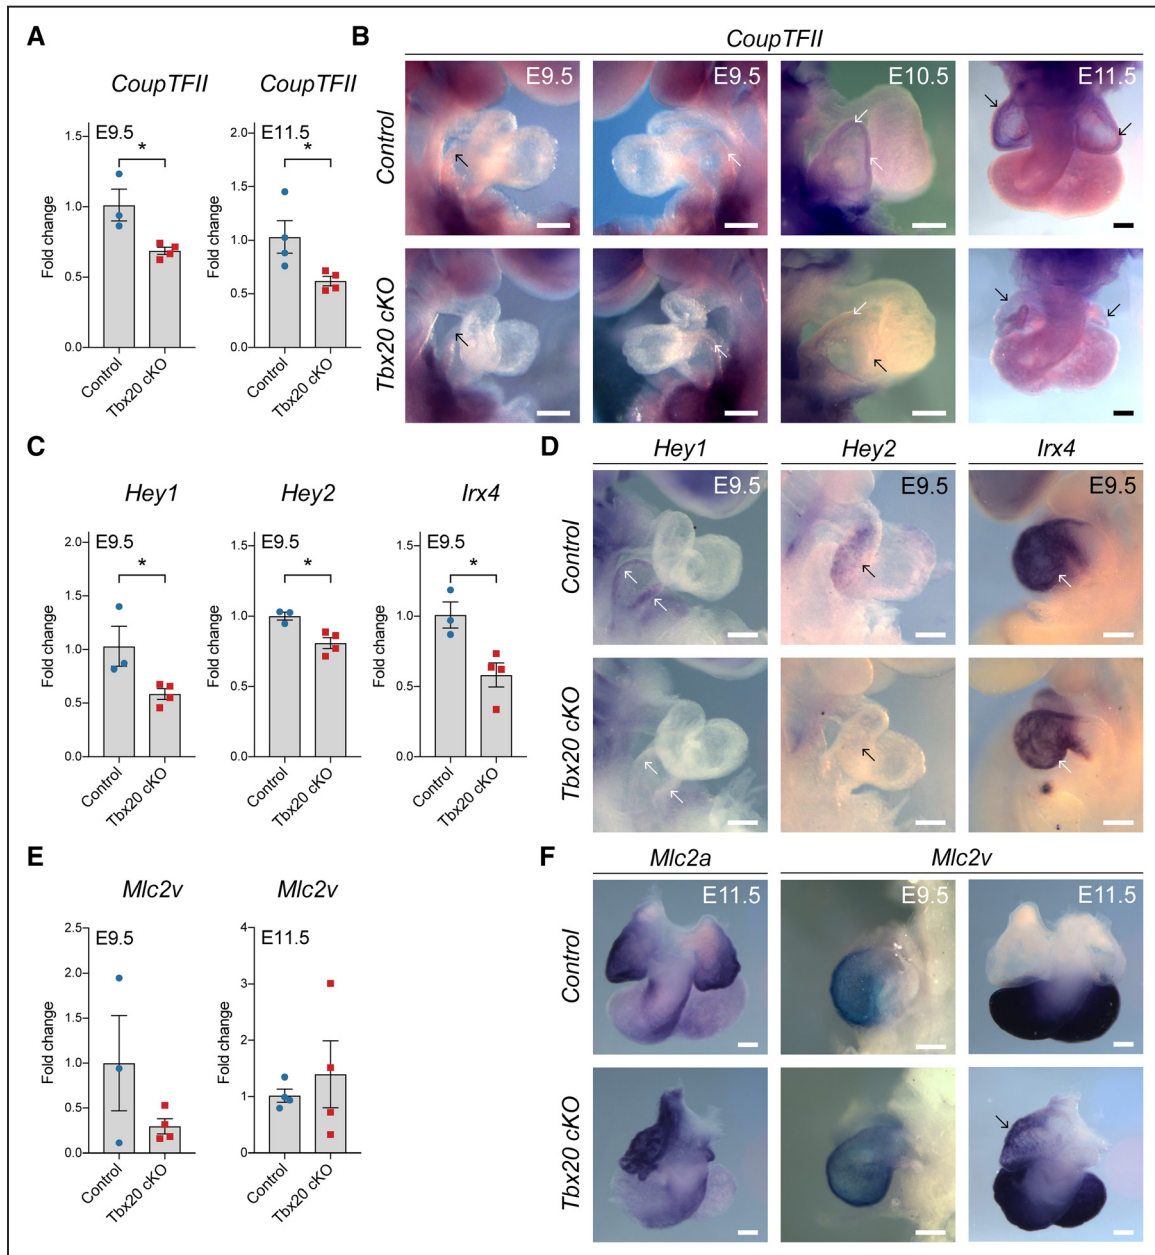 A
B
CoupTFII
CoupTFII
CoupTFII
E9.5
E9.5
E10.5
E11.5
Control
Tbx20 cKO
E9.5
*
Fold change
1.5
1.0
0.5
0.0
Control
Tbx20 cKO
E11.5
*
Fold change
2.0
1.5
1.0
0.5
0.0
Control
Tbx20 cKO
C
Hey1
Hey2
Irx4
E9.5
*
Fold change
2.0
1.5
1.0
0.5
0.0
Control
Tbx20 cKO
E9.5
*
Fold change
1.5
1.0
0.5
0.0
Control
Tbx20 cKO
E9.5
*
Fold change
1.5
1.0
0.5
0.0
Control
Tbx20 cKO
D
Hey1
Hey2
Irx4
E9.5
E9.5
E9.5
Control
Tbx20 cKO
E
Mlc2v
Mlc2v
E9.5
Fold change
2.5
2.0
1.5
1.0
0.5
0.0
Control
Tbx20 cKO
E11.5
Fold change
4
3
2
1
0
Control
Tbx20 cKO
F
Mlc2a
Mlc2v
E11.5
E9.5
E11.5
Control
Tbx20 cKO